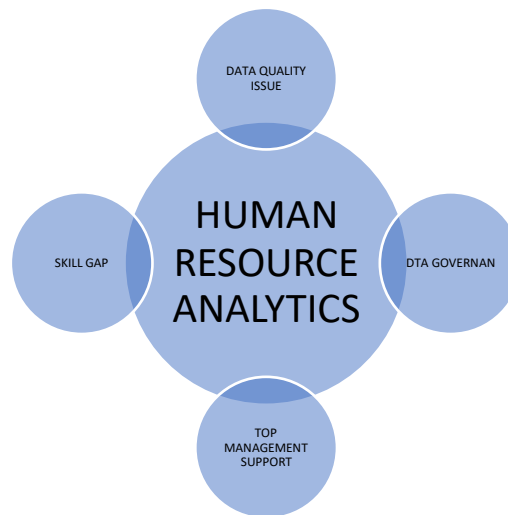 DATA QUALITY
ISSUE
HUMAN
RESOURCE
ANALYTICS
SKILL GAP
DTA GOVERNAN
TOP
MANAGEMENT
SUPPORT